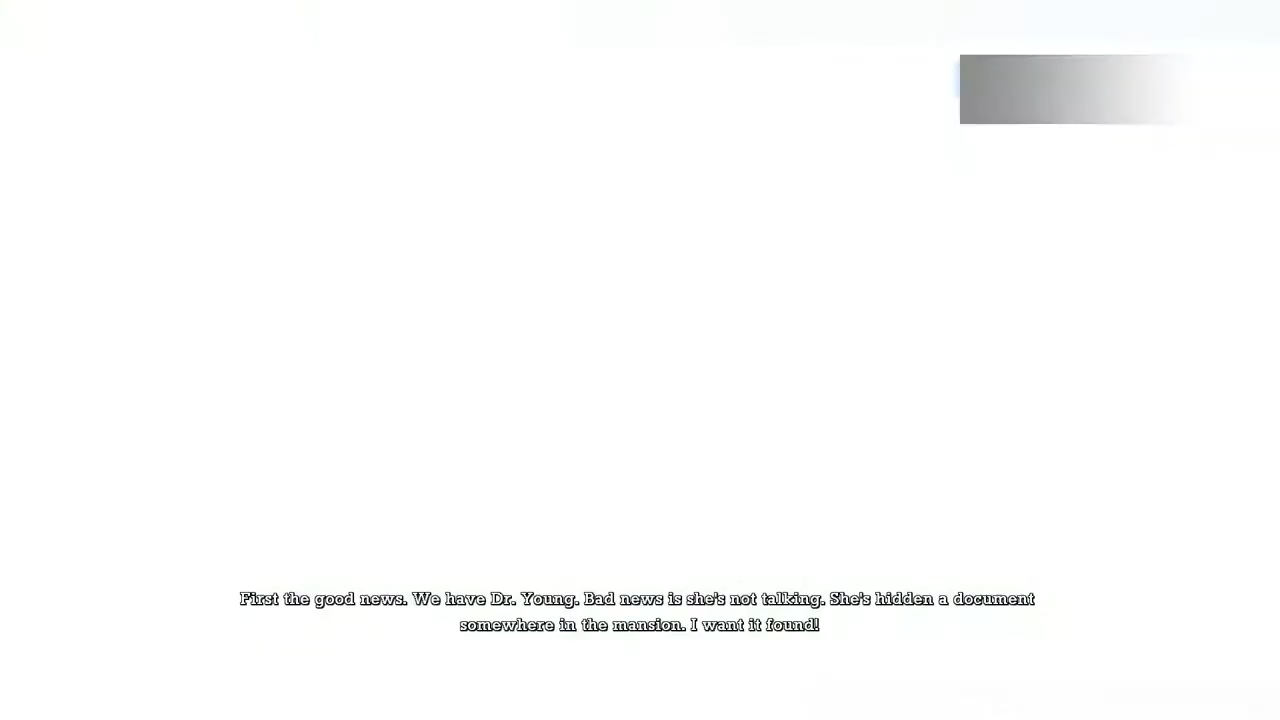 First the good news. We have Dr. Young. Bad news is she's not talking. She's hidden a document
somewhere in the mansion. I want it found!